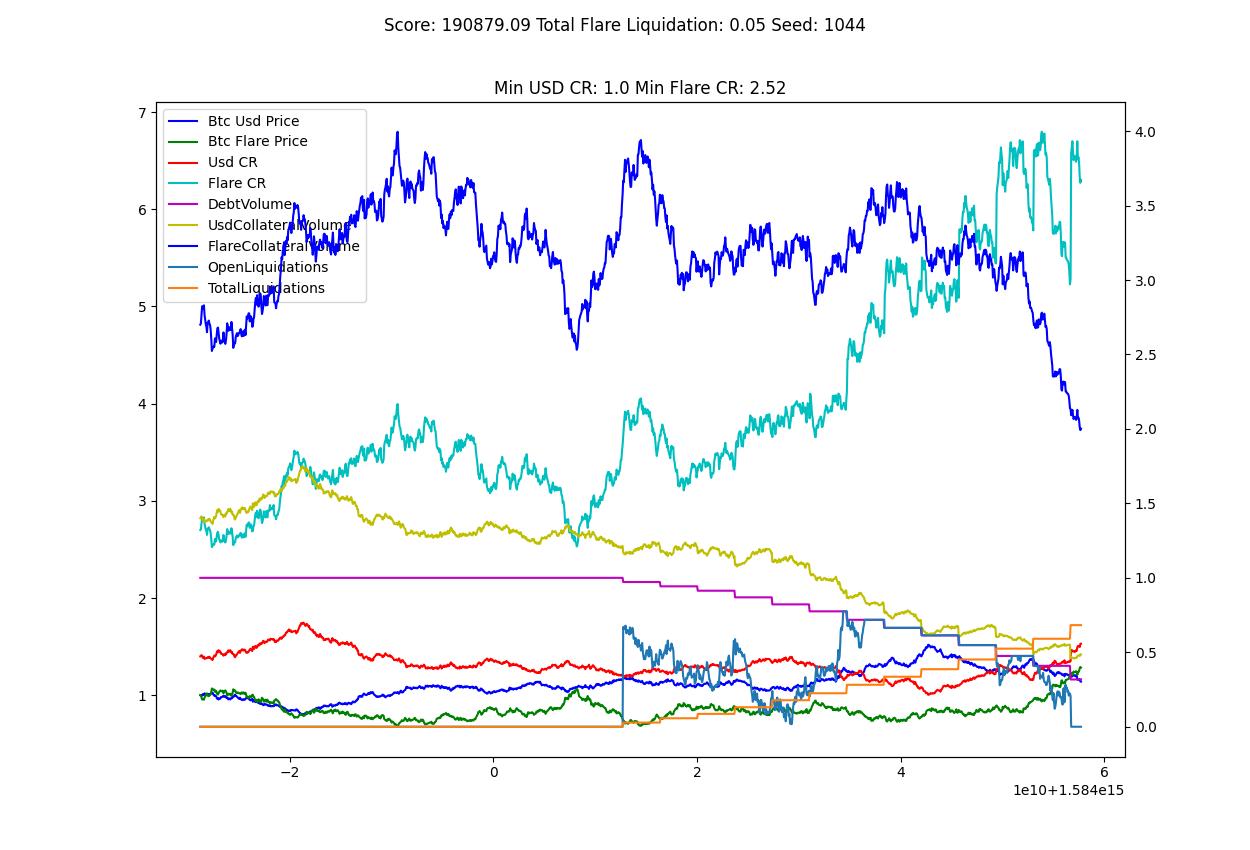 Score: 190879.09 Total Flare Liquidation: 0.05 Seed: 1044
Min USD CR: 1.0 Min Flare CR: 2.52
Btc Usd Price
Btc Flare Price
Usd CR
Flare CR
DebtVolume
UsdCollateralVolume
FlareCollateralVolume
OpenLiquidations
TotalLiquidations
7
6
5
4
3
2
1
4.0
3.5
3.0
2.5
2.0
1.5
1.0
0.5
0.0
−2
0
2
4
6
1e10+1.584e15